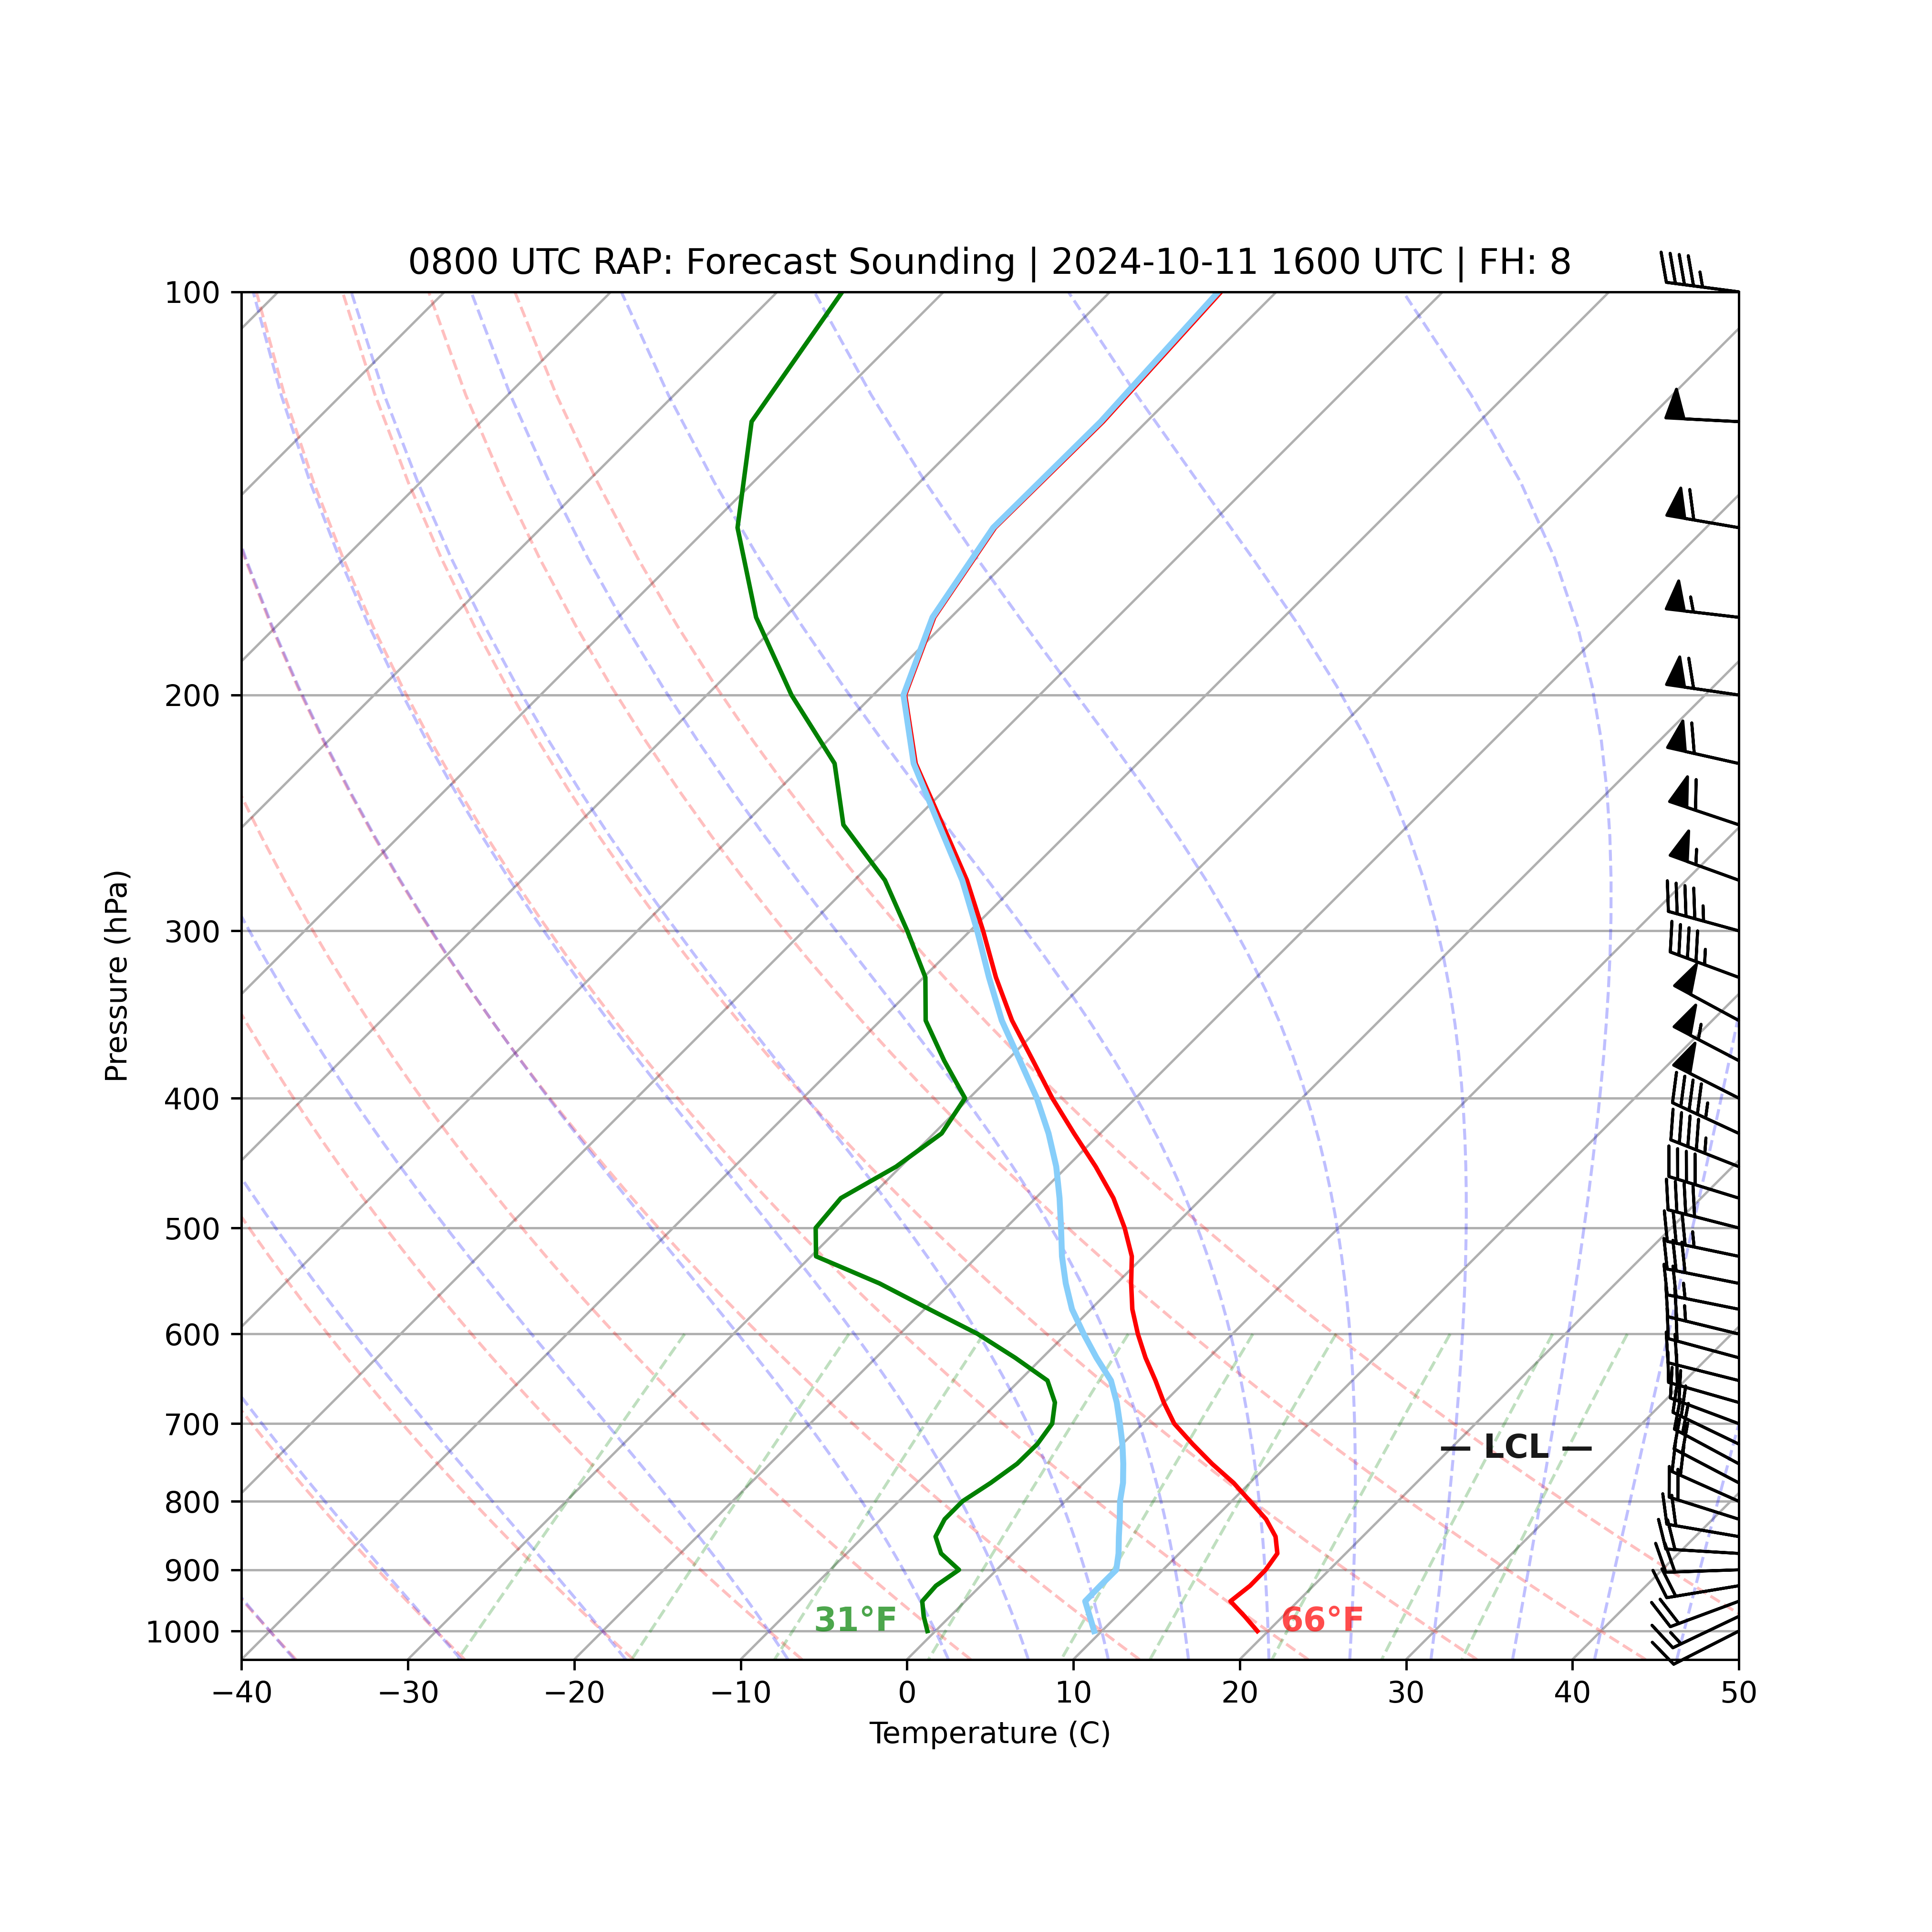 0800 UTC RAP: Forecast Sounding | 2024-10-11 1600 UTC | FH: 8
100
200
300
400
500
600
700
800
900
1000
Pressure (hPa)
— LCL —
31°F
66°F
−40 −30 −20 −10 0 10 20 30 40 50
Temperature (C)